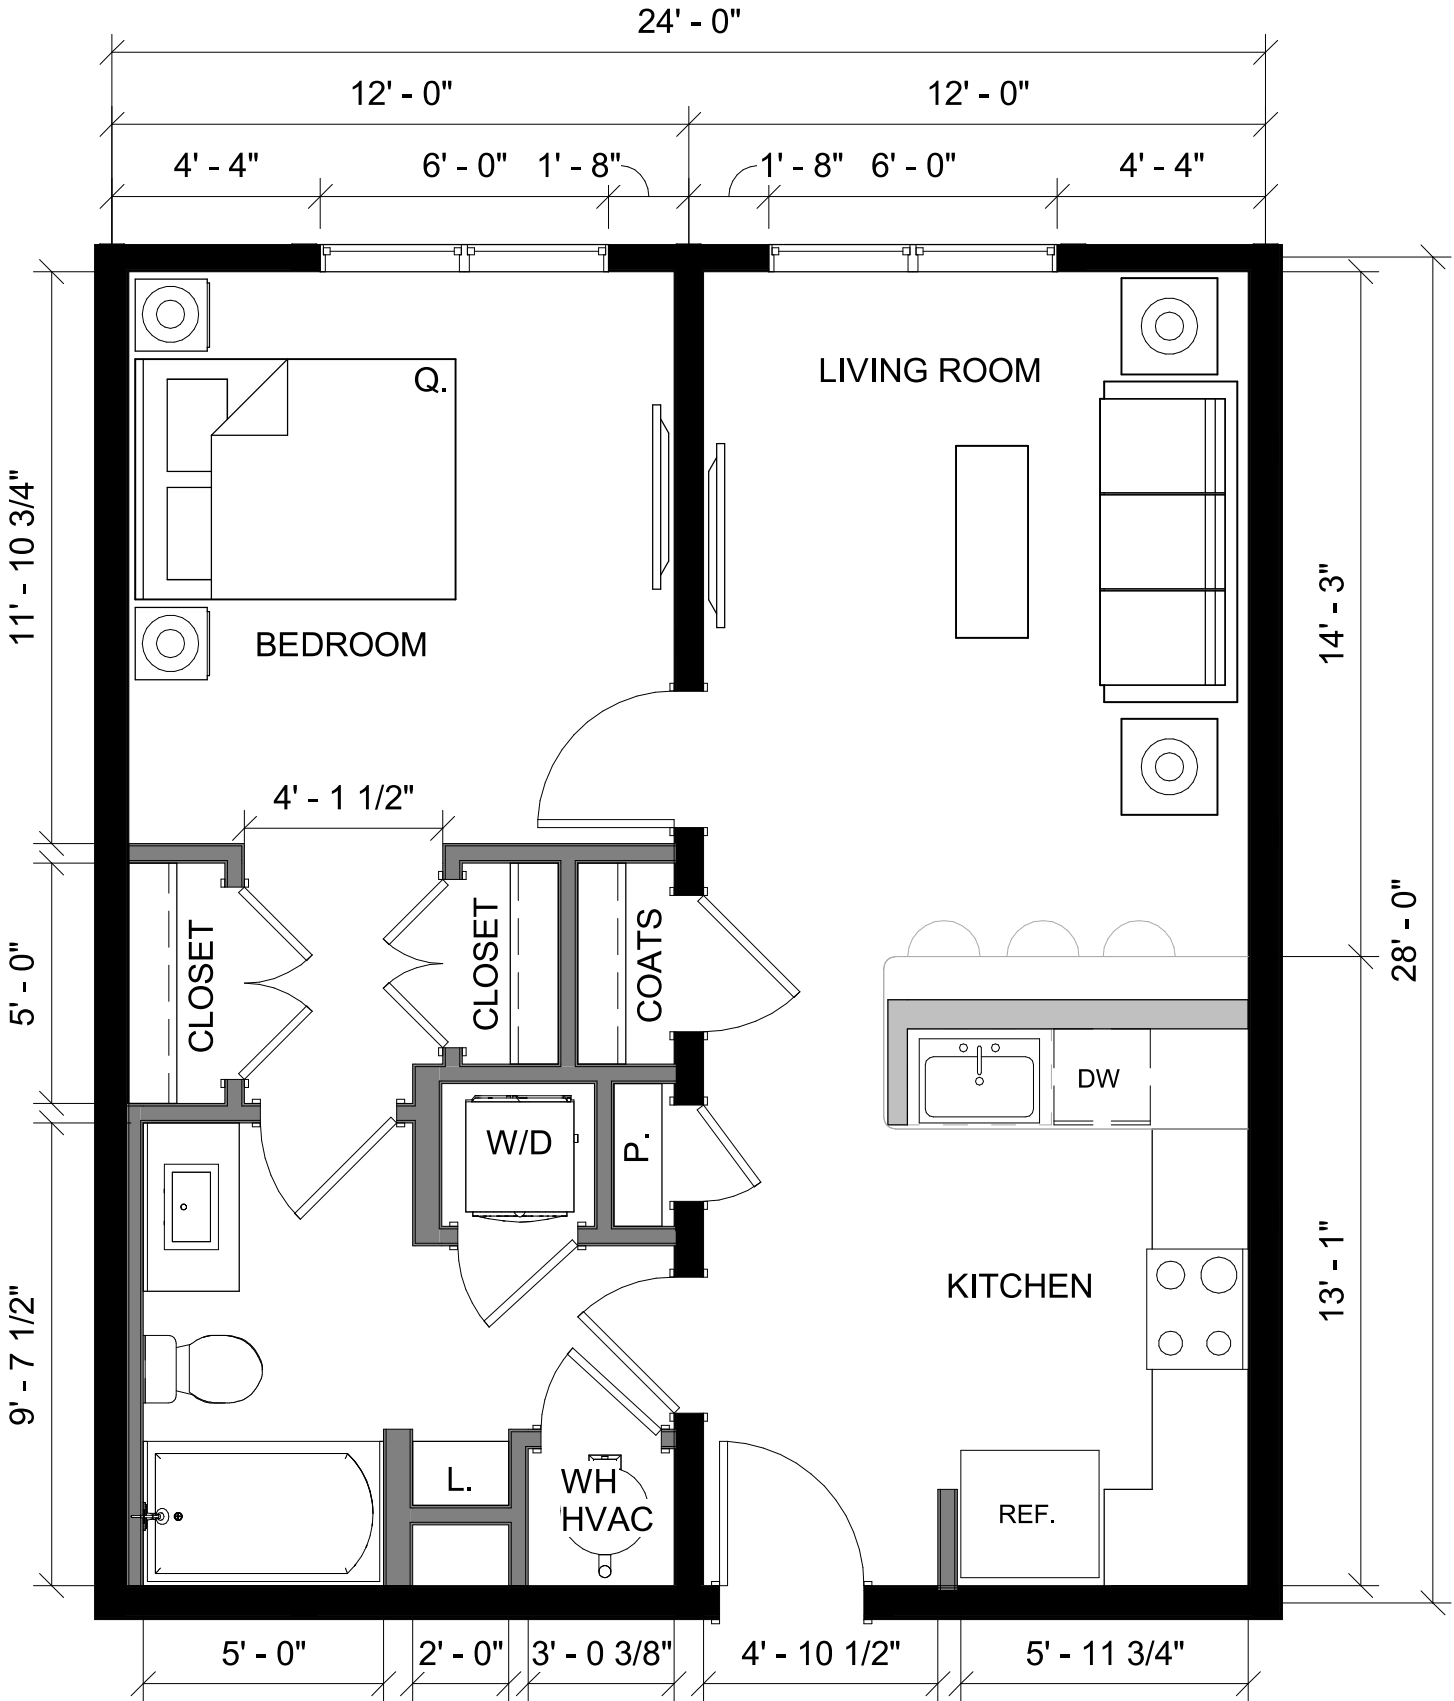 24' - 0"
12' - 0"
12' - 0"
4' - 4"
6' - 0"
1' - 8"
1' - 8"
6' - 0"
4' - 4"
Q.
LIVING ROOM
11' - 10 3/4"
BEDROOM
14' - 3"
4' - 1 1/2"
5' - 0"
CLOSET
CLOSET
COATS
28' - 0"
DW
W/D
P.
9' - 7 1/2"
KITCHEN
13' - 1"
L.
WH
HVAC
REF.
5' - 0"
2' - 0"
3' - 0 3/8"
4' - 10 1/2"
5' - 11 3/4"